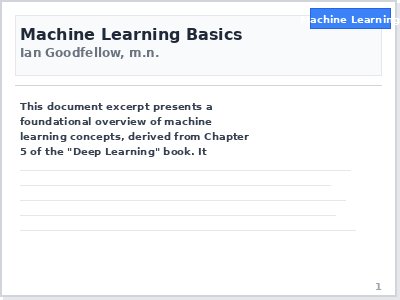 Machine Learning
Machine Learning Basics
Ian Goodfellow, m.n.
This document excerpt presents a
foundational overview of machine
learning concepts, derived from Chapter
5 of the "Deep Learning" book. It
1